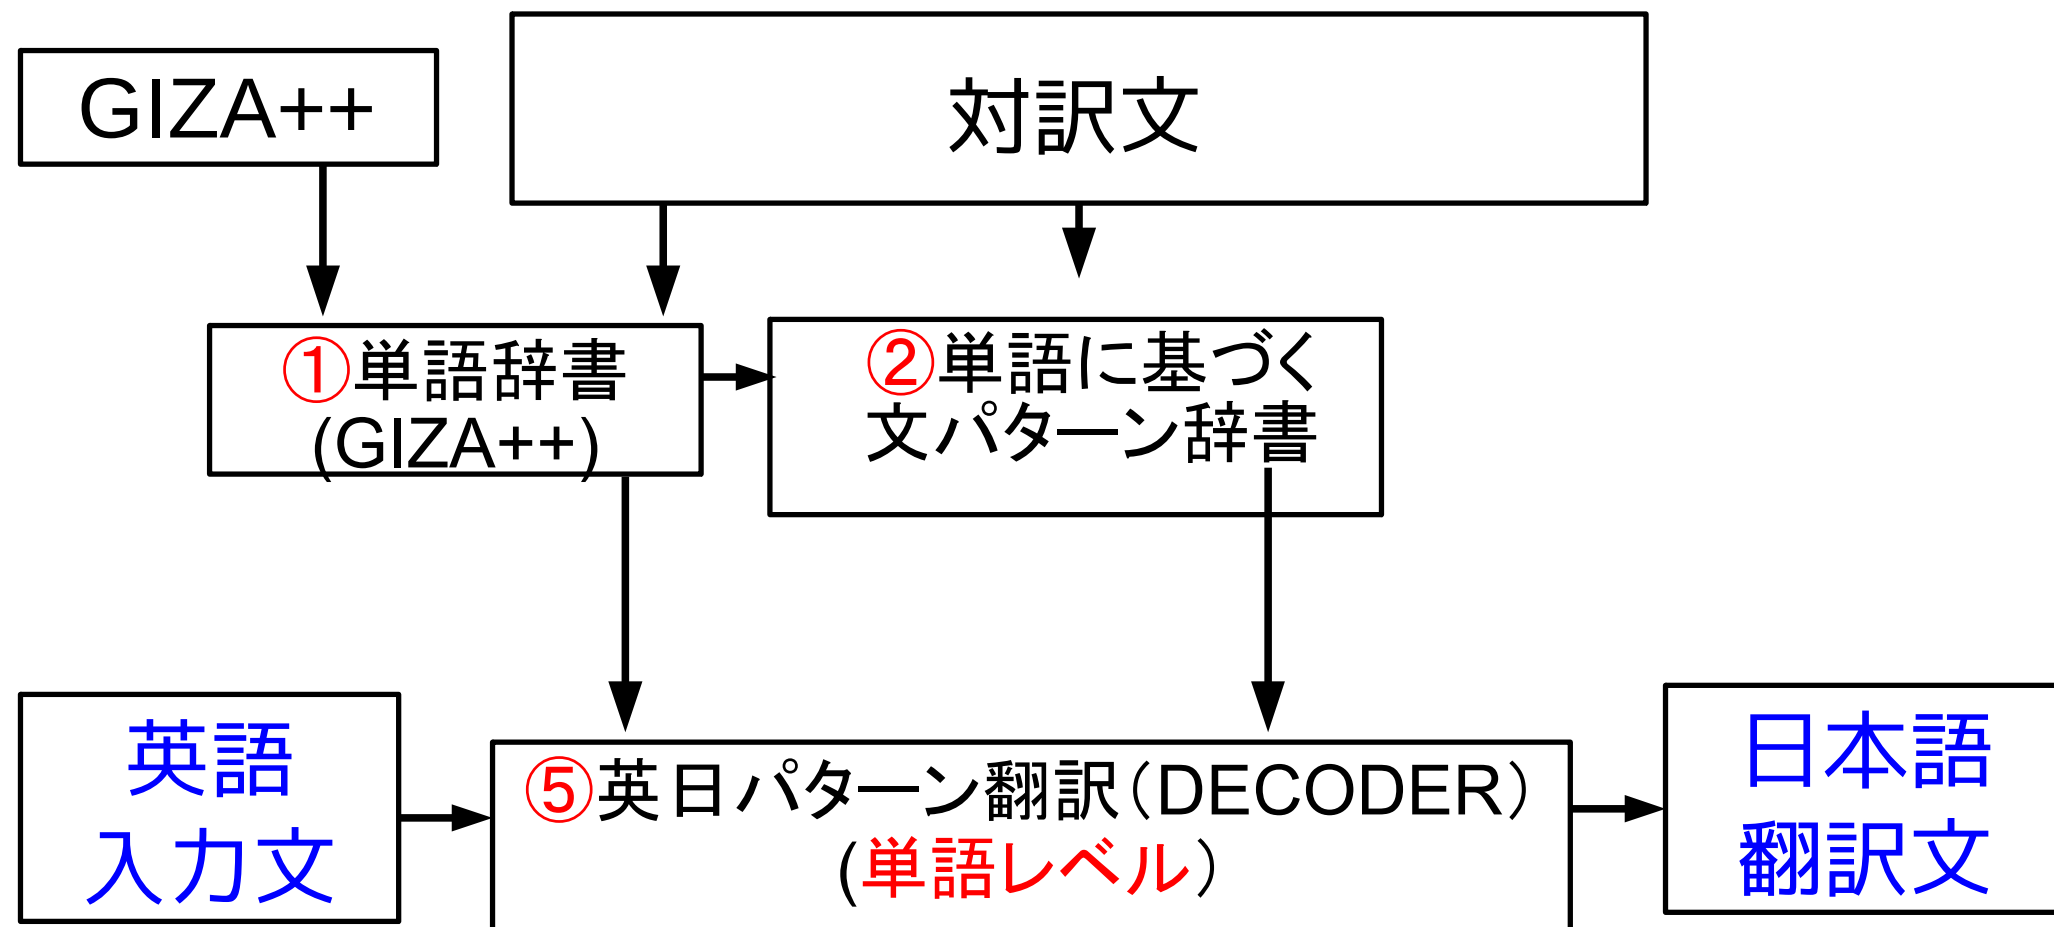 GIZA++
対訳文
①単語辞書
(GIZA++)
②単語に基づく
文パターン辞書
英語
入力文
⑤英日パターン翻訳(DECODER)
(単語レベル)
日本語
翻訳文